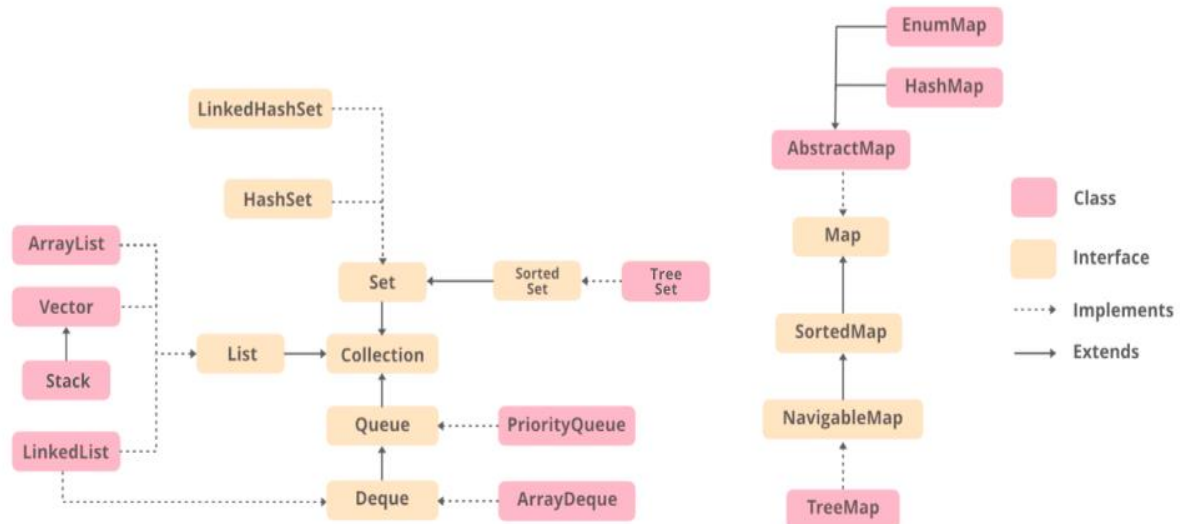 EnumMap
HashMap
LinkedHashSet
AbstractMap
HashSet
Class
Map
ArrayList
Interface
Set
Sorted
Set
Tree
Set
Vector
Implements
SortedMap
List
Collection
Extends
Stack
Queue
PriorityQueue
NavigableMap
LinkedList
Deque
ArrayDeque
TreeMap